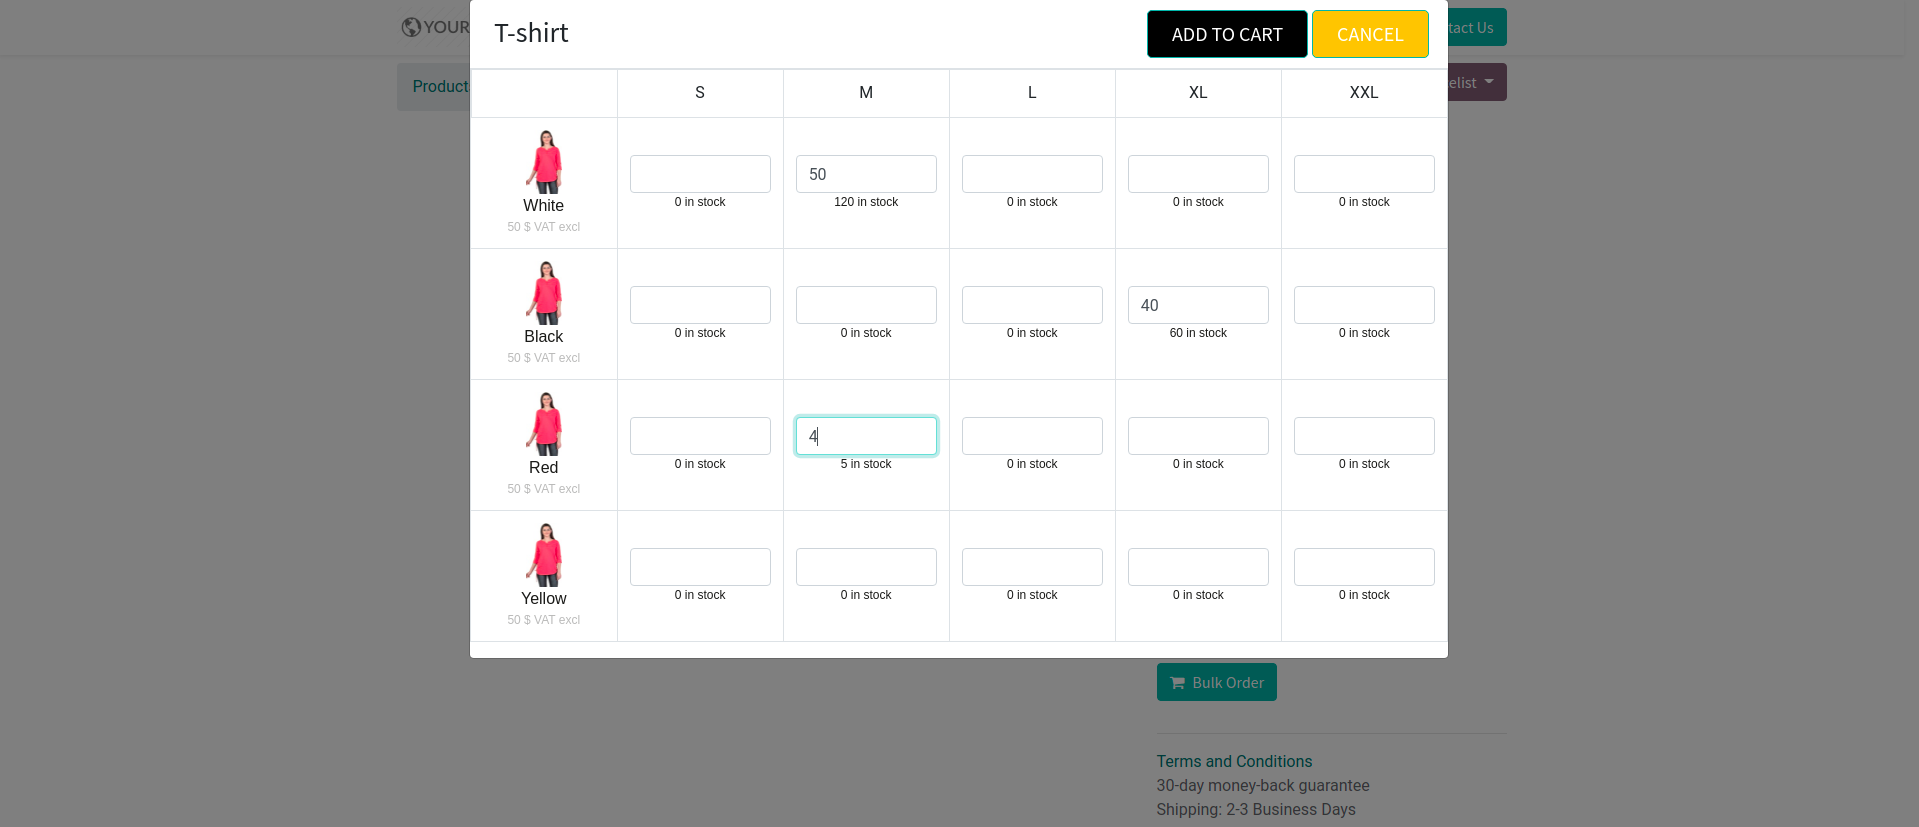 YOUR
T-shirt
ADD TO CART
CANCEL
tact Us
Product
elist
S
M
L
XL
XXL
White
50 $ VAT excl
0 in stock
50
120 in stock
0 in stock
0 in stock
0 in stock
Black
50 $ VAT excl
0 in stock
0 in stock
0 in stock
40
60 in stock
0 in stock
Red
50 $ VAT excl
0 in stock
4
5 in stock
0 in stock
0 in stock
0 in stock
Yellow
50 $ VAT excl
0 in stock
0 in stock
0 in stock
0 in stock
0 in stock
Bulk Order
Terms and Conditions
30-day money-back guarantee
Shipping: 2-3 Business Days